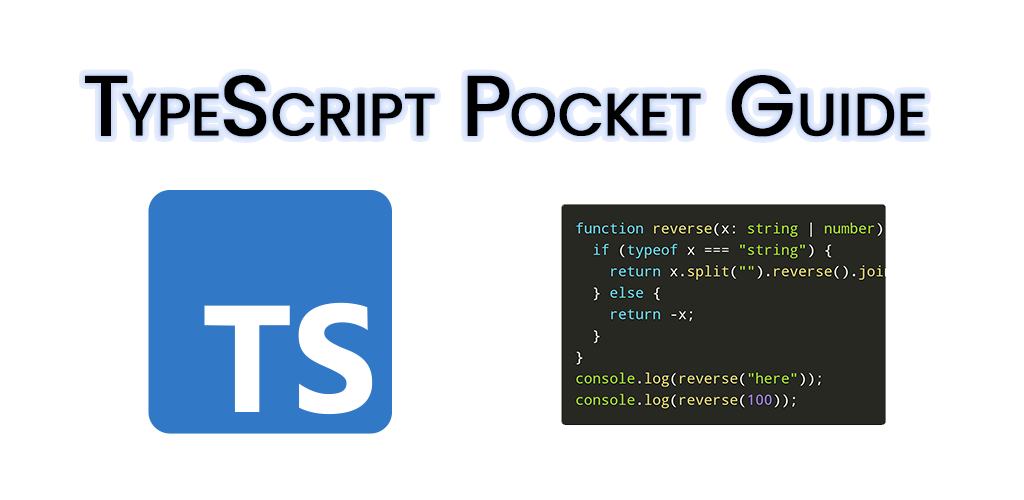 TypeScript Pocket Guide
TS
function reverse(x: string | number)
  if (typeof x === "string") {
    return x.split("").reverse().joi
  } else {
    return -x;
  }
}
console.log(reverse("here"));
console.log(reverse(100));